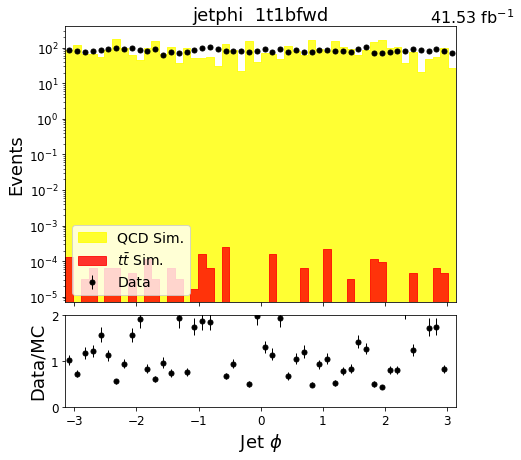 jetphi 1t1bfwd
41.53 fb⁻¹
Events
10²
10¹
10⁰
10⁻¹
10⁻²
10⁻³
10⁻⁴
10⁻⁵
QCD Sim.
tt̄ Sim.
Data
Data/MC
2
1
0
−3 −2 −1 0 1 2 3
Jet ϕ